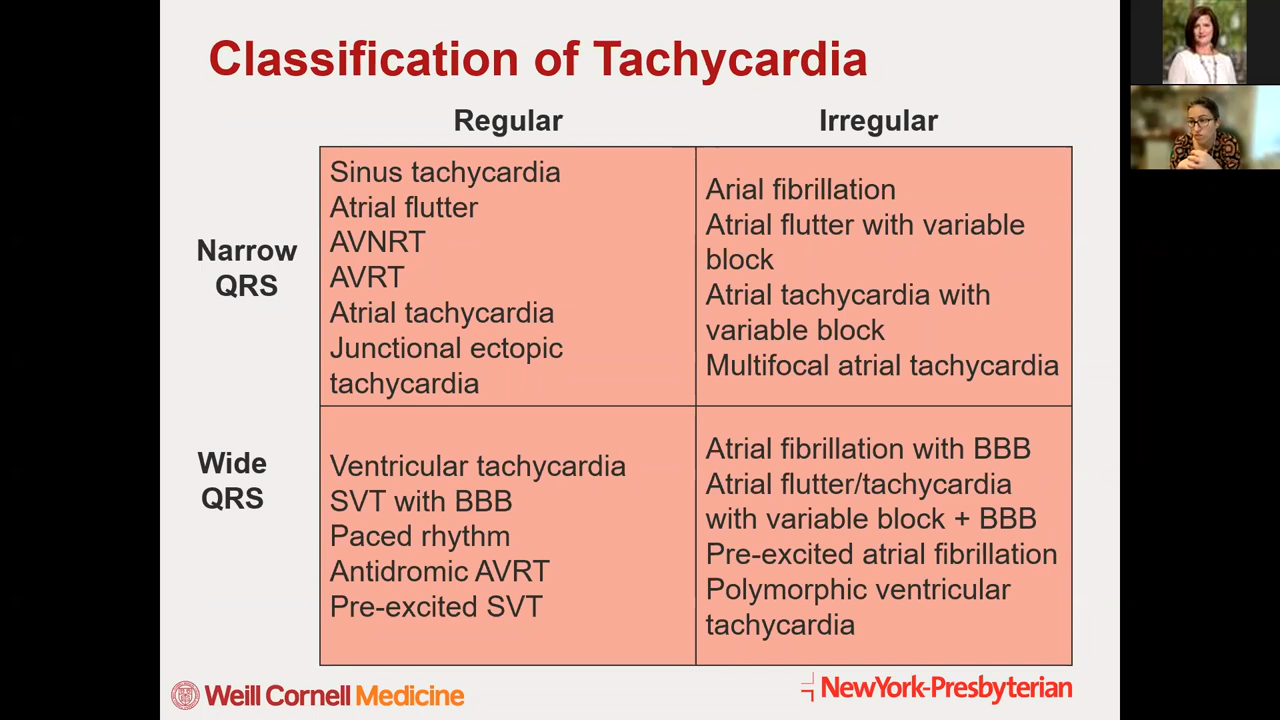 Classification of Tachycardia
Regular
Irregular
Narrow
QRS
Sinus tachycardia
Atrial flutter
AVNRT
AVRT
Atrial tachycardia
Junctional ectopic
tachycardia
Arial fibrillation
Atrial flutter with variable
block
Atrial tachycardia with
variable block
Multifocal atrial tachycardia
Wide
QRS
Ventricular tachycardia
SVT with BBB
Paced rhythm
Antidromic AVRT
Pre-excited SVT
Atrial fibrillation with BBB
Atrial flutter/tachycardia
with variable block + BBB
Pre-excited atrial fibrillation
Polymorphic ventricular
tachycardia
Weill Cornell Medicine
NewYork-Presbyterian